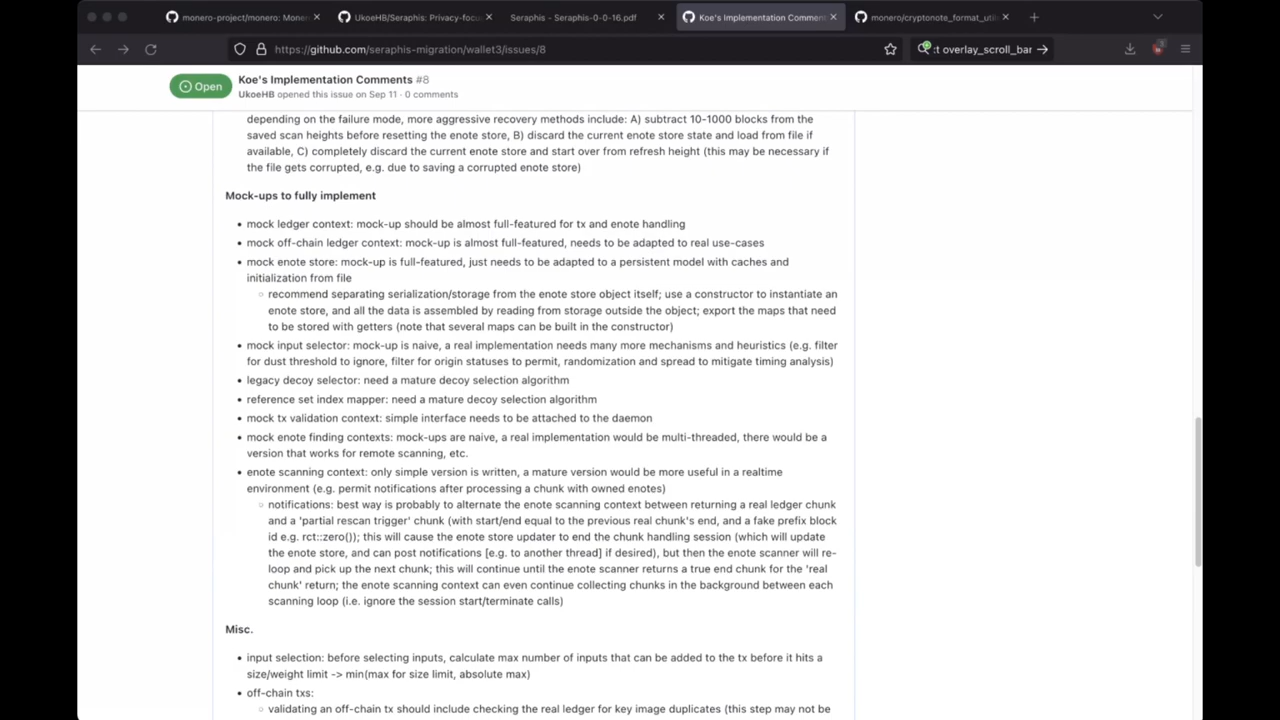 monero-project/monero: Mone
UkoeHB/Seraphis: Privacy-focu
Seraphis - Seraphis-0-0-16.pdf
Koe's Implementation Commen
monero/cryptonote_format_util
https://github.com/seraphis-migration/wallet3/issues/8
:t overlay_scroll_bar
Open
Koe's Implementation Comments #8
UkoeHB opened this issue on Sep 11 · 0 comments
depending on the failure mode, more aggressive recovery methods include: A) subtract 10-1000 blocks from the
saved scan heights before resetting the enote store, B) discard the current enote store state and load from file if
available, C) completely discard the current enote store and start over from refresh height (this may be necessary if
the file gets corrupted, e.g. due to saving a corrupted enote store)
Mock-ups to fully implement
• mock ledger context: mock-up should be almost full-featured for tx and enote handling
• mock off-chain ledger context: mock-up is almost full-featured, needs to be adapted to real use-cases
• mock enote store: mock-up is full-featured, just needs to be adapted to a persistent model with caches and
initialization from file
◦ recommend separating serialization/storage from the enote store object itself; use a constructor to instantiate an
enote store, and all the data is assembled by reading from storage outside the object; export the maps that need
to be stored with getters (note that several maps can be built in the constructor)
• mock input selector: mock-up is naive, a real implementation needs many more mechanisms and heuristics (e.g. filter
for dust threshold to ignore, filter for origin statuses to permit, randomization and spread to mitigate timing analysis)
• legacy decoy selector: need a mature decoy selection algorithm
• reference set index mapper: need a mature decoy selection algorithm
• mock tx validation context: simple interface needs to be attached to the daemon
• mock enote finding contexts: mock-ups are naive, a real implementation would be multi-threaded, there would be a
version that works for remote scanning, etc.
• enote scanning context: only simple version is written, a mature version would be more useful in a realtime
environment (e.g. permit notifications after processing a chunk with owned enotes)
◦ notifications: best way is probably to alternate the enote scanning context between returning a real ledger chunk
and a 'partial rescan trigger' chunk (with start/end equal to the previous real chunk's end, and a fake prefix block
id e.g. rct::zero()); this will cause the enote store updater to end the chunk handling session (which will update
the enote store, and can post notifications [e.g. to another thread] if desired), but then the enote scanner will re-
loop and pick up the next chunk; this will continue until the enote scanner returns a true end chunk for the 'real
chunk' return; the enote scanning context can even continue collecting chunks in the background between each
scanning loop (i.e. ignore the session start/terminate calls)
Misc.
• input selection: before selecting inputs, calculate max number of inputs that can be added to the tx before it hits a
size/weight limit -> min(max for size limit, absolute max)
• off-chain txs:
◦ validating an off-chain tx should include checking the real ledger for key image duplicates (this step may not be